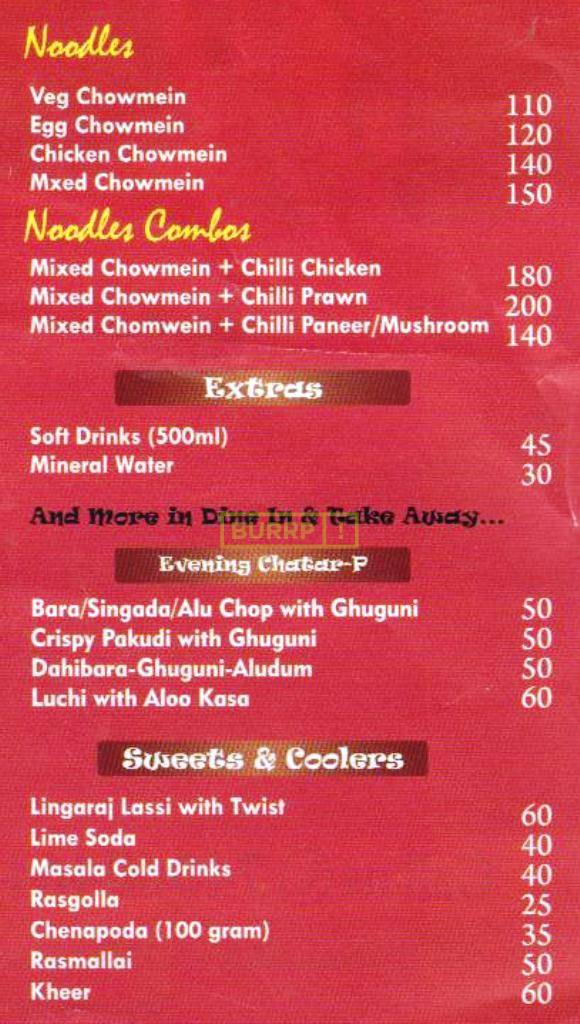 Noodles
Veg Chowmein 110
Egg Chowmein 120
Chicken Chowmein 140
Mxed Chowmein 150
Noodles Combos
Mixed Chowmein + Chilli Chicken 180
Mixed Chowmein + Chilli Prawn 200
Mixed Chomwein + Chilli Paneer/Mushroom 140
Extras
Soft Drinks (500ml) 45
Mineral Water 30
And More in Dine In & Take Away...
BURRP!
Evening Chatar-P
Bara/Singada/Alu Chop with Ghuguni 50
Crispy Pakudi with Ghuguni 50
Dahibara-Ghuguni-Aludum 50
Luchi with Aloo Kasa 60
Sweets & Coolers
Lingaraj Lassi with Twist 60
Lime Soda 40
Masala Cold Drinks 40
Rasgolla 25
Chenapoda (100 gram) 35
Rasmallai 50
Kheer 60